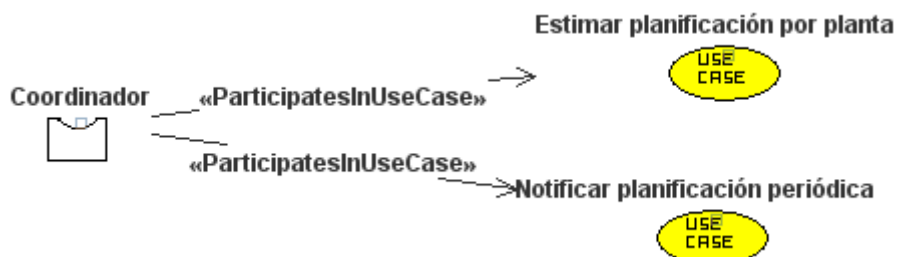 Estimar planificación por planta
USE
CASE
Coordinador
«ParticipatesInUseCase»
«ParticipatesInUseCase»
Notificar planificación periódica
USE
CASE